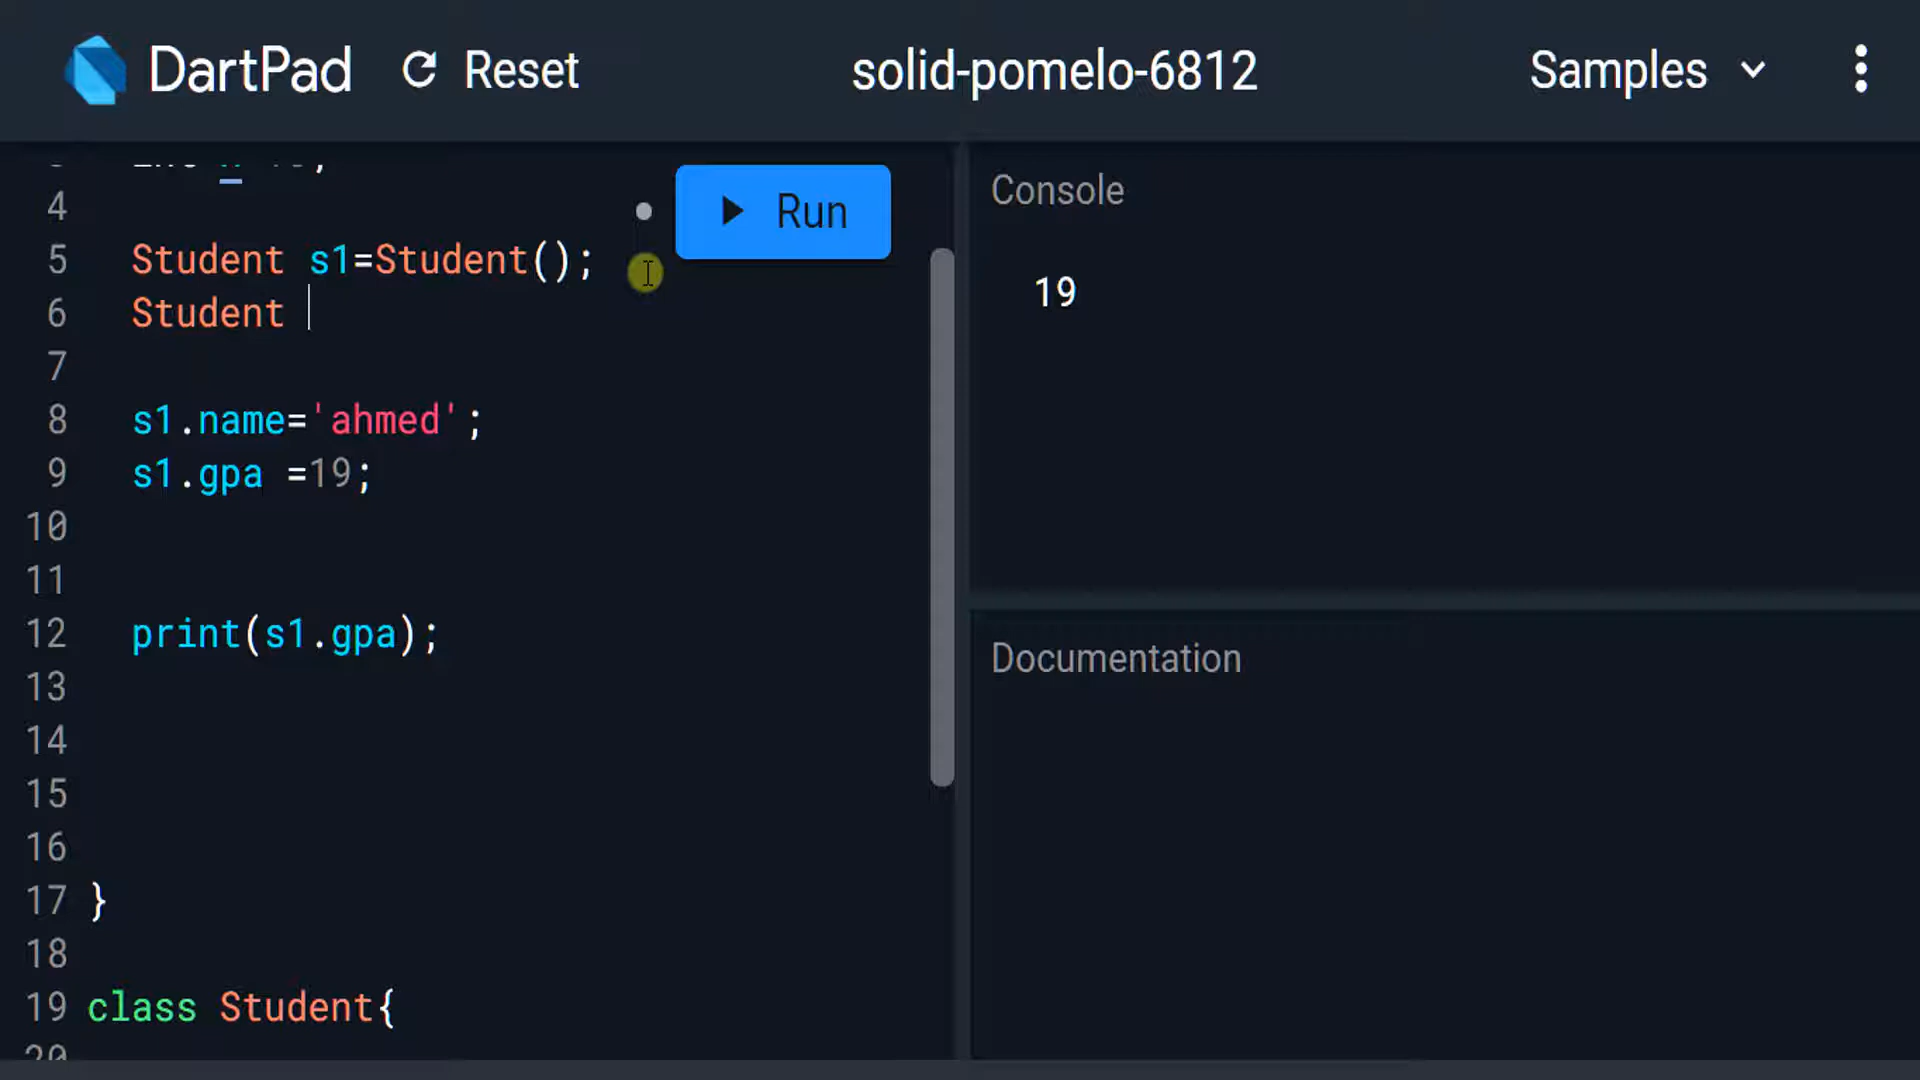 DartPad Reset solid-pomelo-6812 Samples
4
5 Student s1=Student();
6 Student
7
8 s1.name='ahmed';
9 s1.gpa =19;
10
11
12 print(s1.gpa);
13
14
15
16
17 }
18
19 class Student{
20
Run
Console
19
Documentation